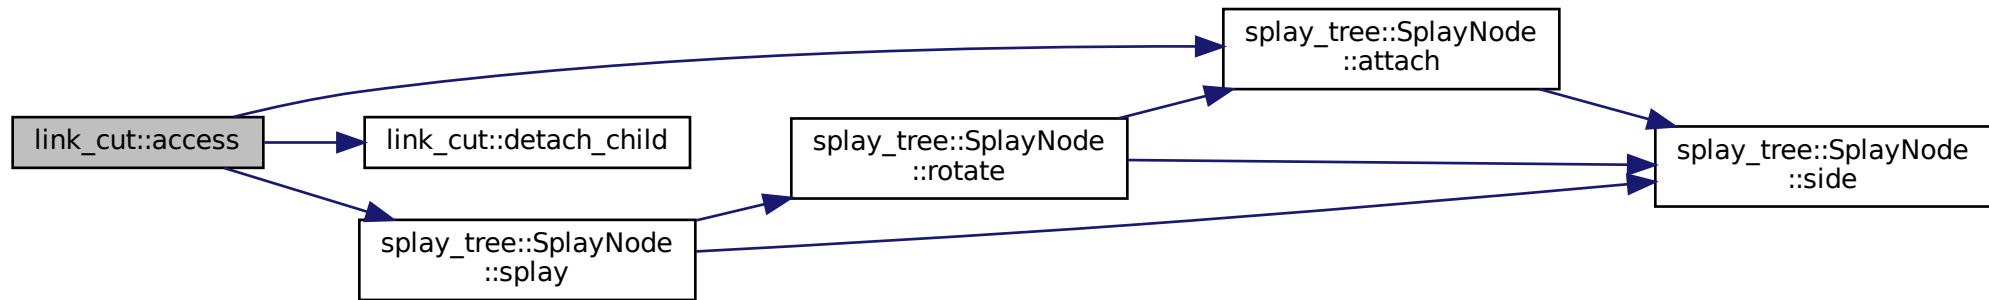 link_cut::access
link_cut::detach_child
splay_tree::SplayNode
::splay
splay_tree::SplayNode
::rotate
splay_tree::SplayNode
::attach
splay_tree::SplayNode
::side